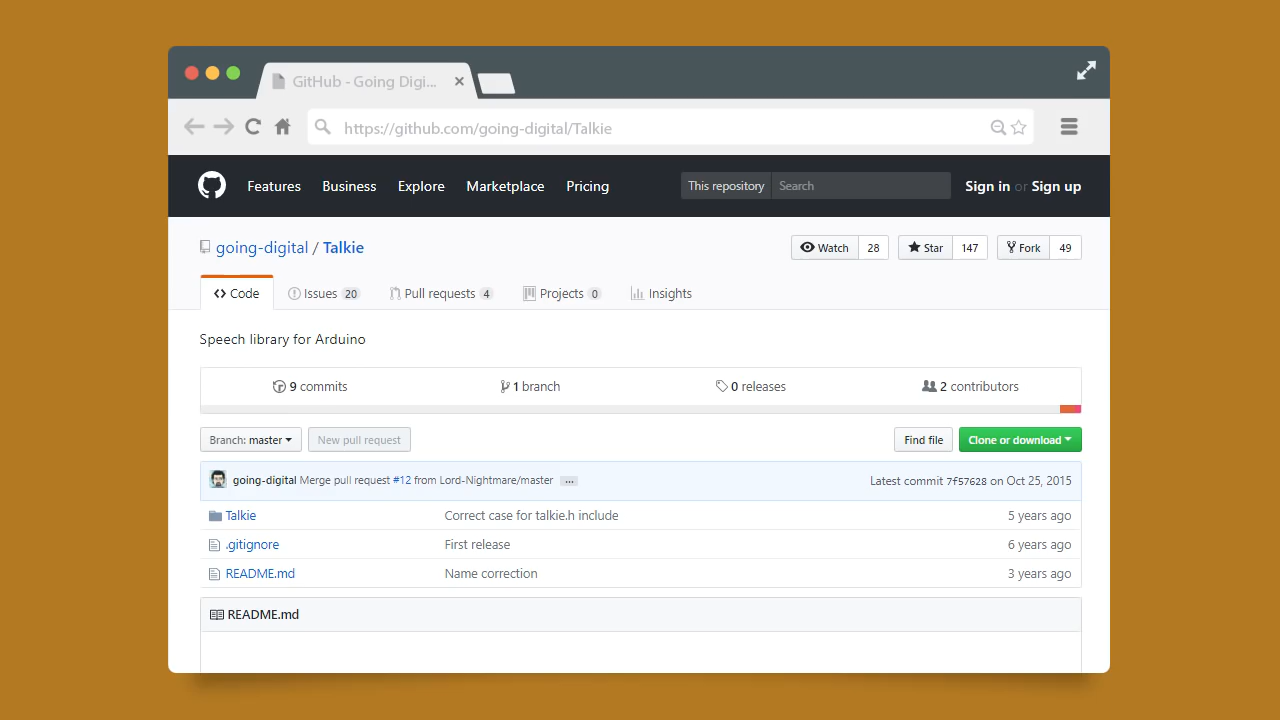 GitHub - Going Digi...
https://github.com/going-digital/Talkie
Features Business Explore Marketplace Pricing This repository Search Sign in or Sign up
going-digital / Talkie Watch 28 Star 147 Fork 49
Code Issues 20 Pull requests 4 Projects 0 Insights
Speech library for Arduino
9 commits 1 branch 0 releases 2 contributors
Branch: master New pull request Find file Clone or download
going-digital Merge pull request #12 from Lord-Nightmare/master ... Latest commit 7f57628 on Oct 25, 2015
Talkie Correct case for talkie.h include 5 years ago
.gitignore First release 6 years ago
README.md Name correction 3 years ago
README.md